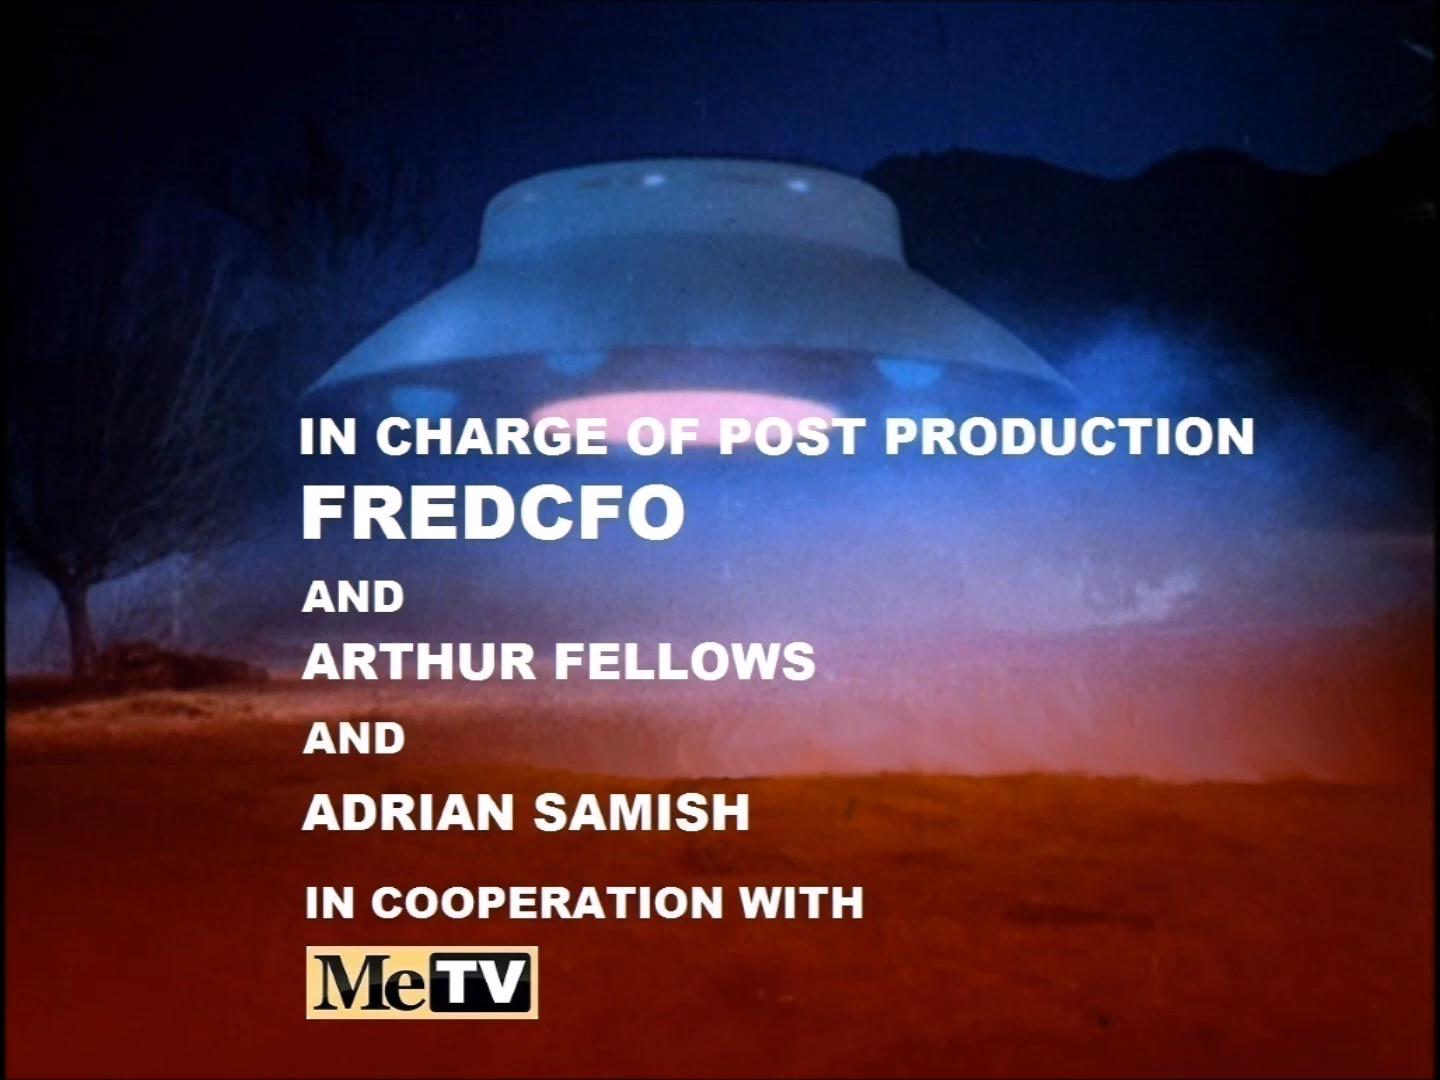 IN CHARGE OF POST PRODUCTION
FREDCFO
AND
ARTHUR FELLOWS
AND
ADRIAN SAMISH
IN COOPERATION WITH
MeTV